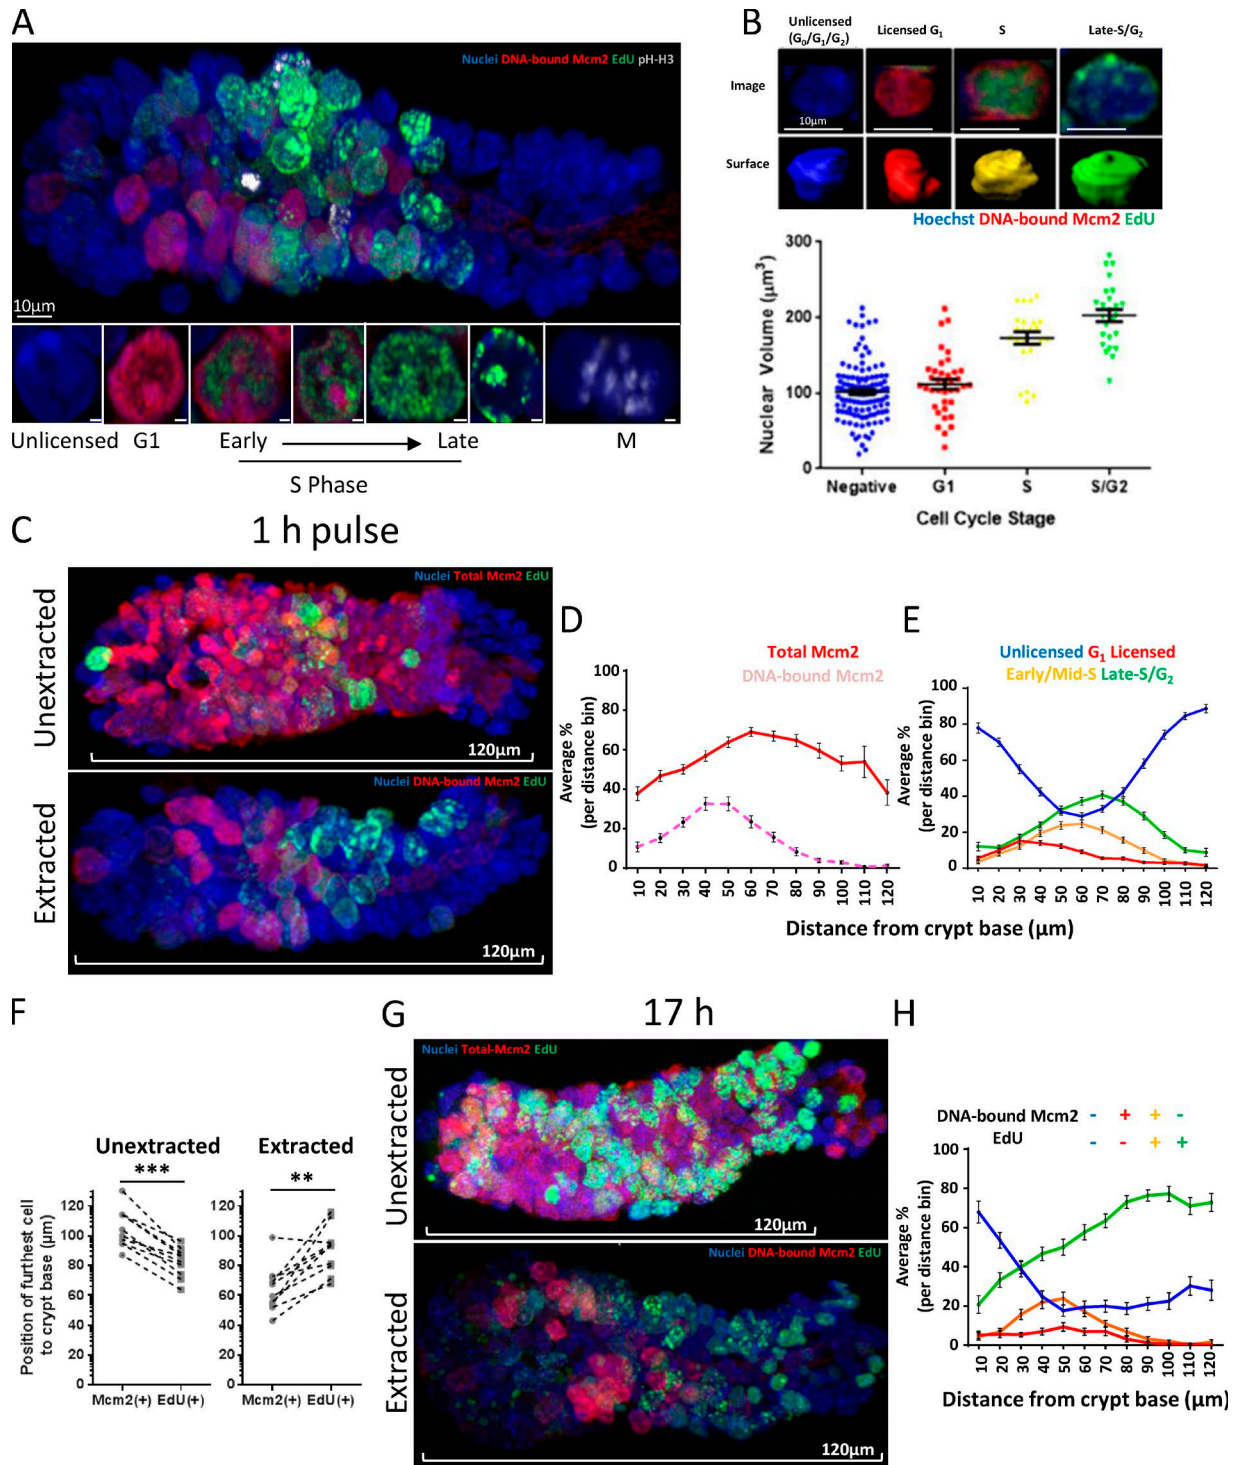 A
Nuclei DNA-bound Mcm2 EdU pH-H3
10µm
Unlicensed G1 Early Late M
S Phase
B
Unlicensed (G0/G1/G2) Licensed G1 S Late-S/G2
Image
10µm
Surface
Hoechst DNA-bound Mcm2 EdU
Nuclear Volume (µm³)
300
200
100
0
Negative G1 S S/G2
Cell Cycle Stage
C
1 h pulse
Unextracted
Nuclei Total Mcm2 EdU
120µm
Extracted
Nuclei DNA-bound Mcm2 EdU
120µm
D
Total Mcm2
DNA-bound Mcm2
Average %
(per distance bin)
100
80
60
40
20
0
10 20 30 40 50 60 70 80 90 100 110 120
E
Unlicensed G1 Licensed
Early/Mid-S Late-S/G2
Average %
(per distance bin)
100
80
60
40
20
0
10 20 30 40 50 60 70 80 90 100 110 120
Distance from crypt base (µm)
F
Unextracted Extracted
*** **
Position of furthest cell
to crypt base (µm)
120
100
80
60
40
20
0
Mcm2(+) EdU(+)
120
100
80
60
40
20
0
Mcm2(+) EdU(+)
G
17 h
Unextracted
Nuclei Total-Mcm2 EdU
120µm
Extracted
Nuclei DNA-bound Mcm2 EdU
120µm
H
DNA-bound Mcm2 - + + -
EdU - - + +
Average %
(per distance bin)
100
80
60
40
20
0
10 20 30 40 50 60 70 80 90 100 110 120
Distance from crypt base (µm)